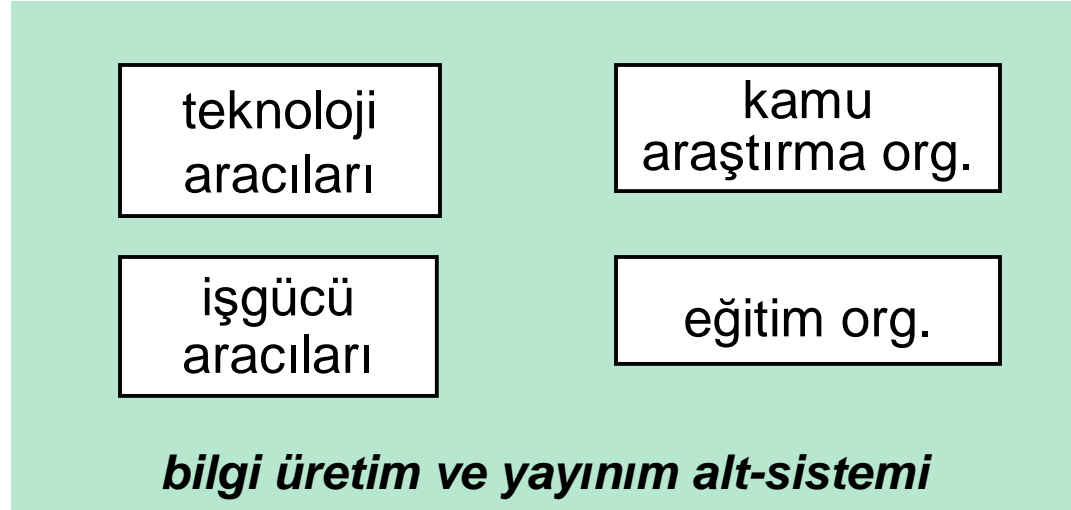 teknoloji
aracıları
kamu
araştırma org.
işgücü
aracıları
eğitim org.
bilgi üretim ve yayınım alt-sistemi